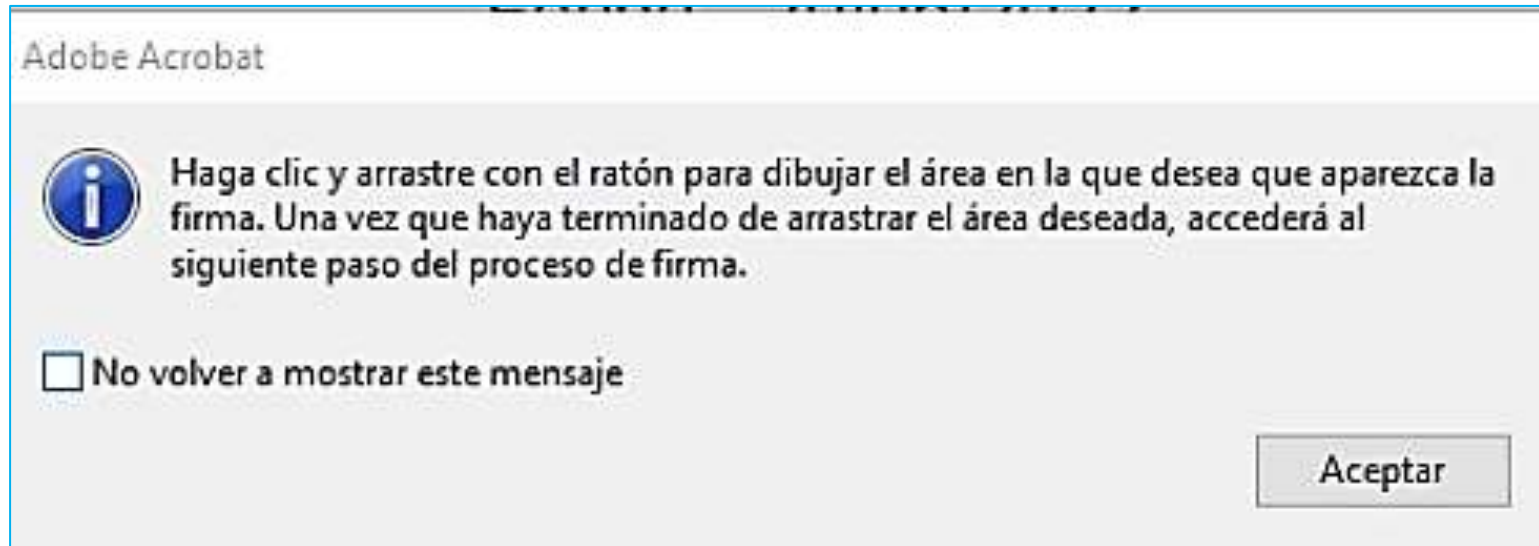 Adobe Acrobat
Haga clic y arrastre con el ratón para dibujar el área en la que desea que aparezca la
firma. Una vez que haya terminado de arrastrar el área deseada, accederá al
siguiente paso del proceso de firma.
No volver a mostrar este mensaje
Aceptar